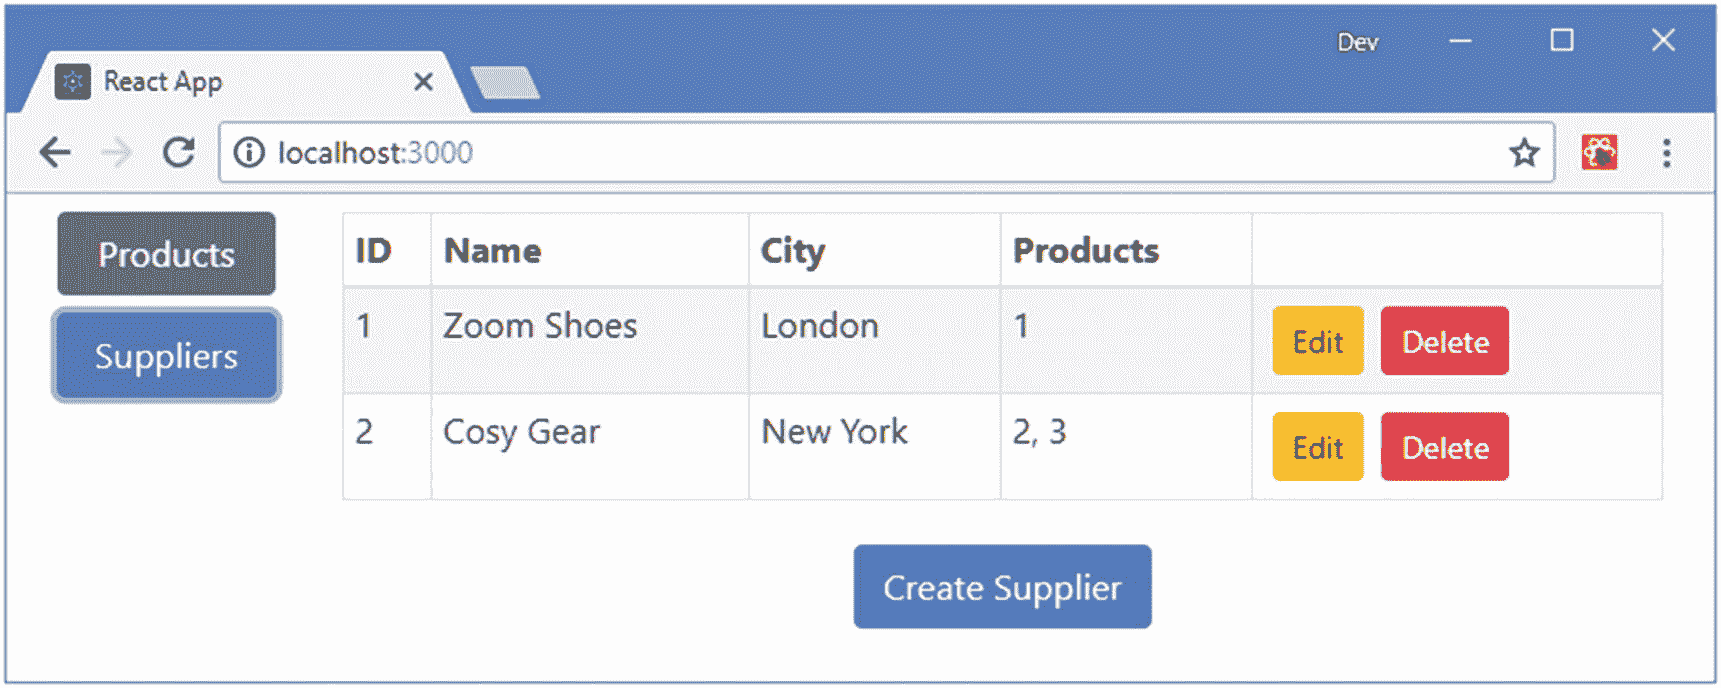 Dev
React App
localhost:3000
Products
Suppliers
ID Name City Products
1 Zoom Shoes London 1 Edit Delete
2 Cosy Gear New York 2, 3 Edit Delete
Create Supplier